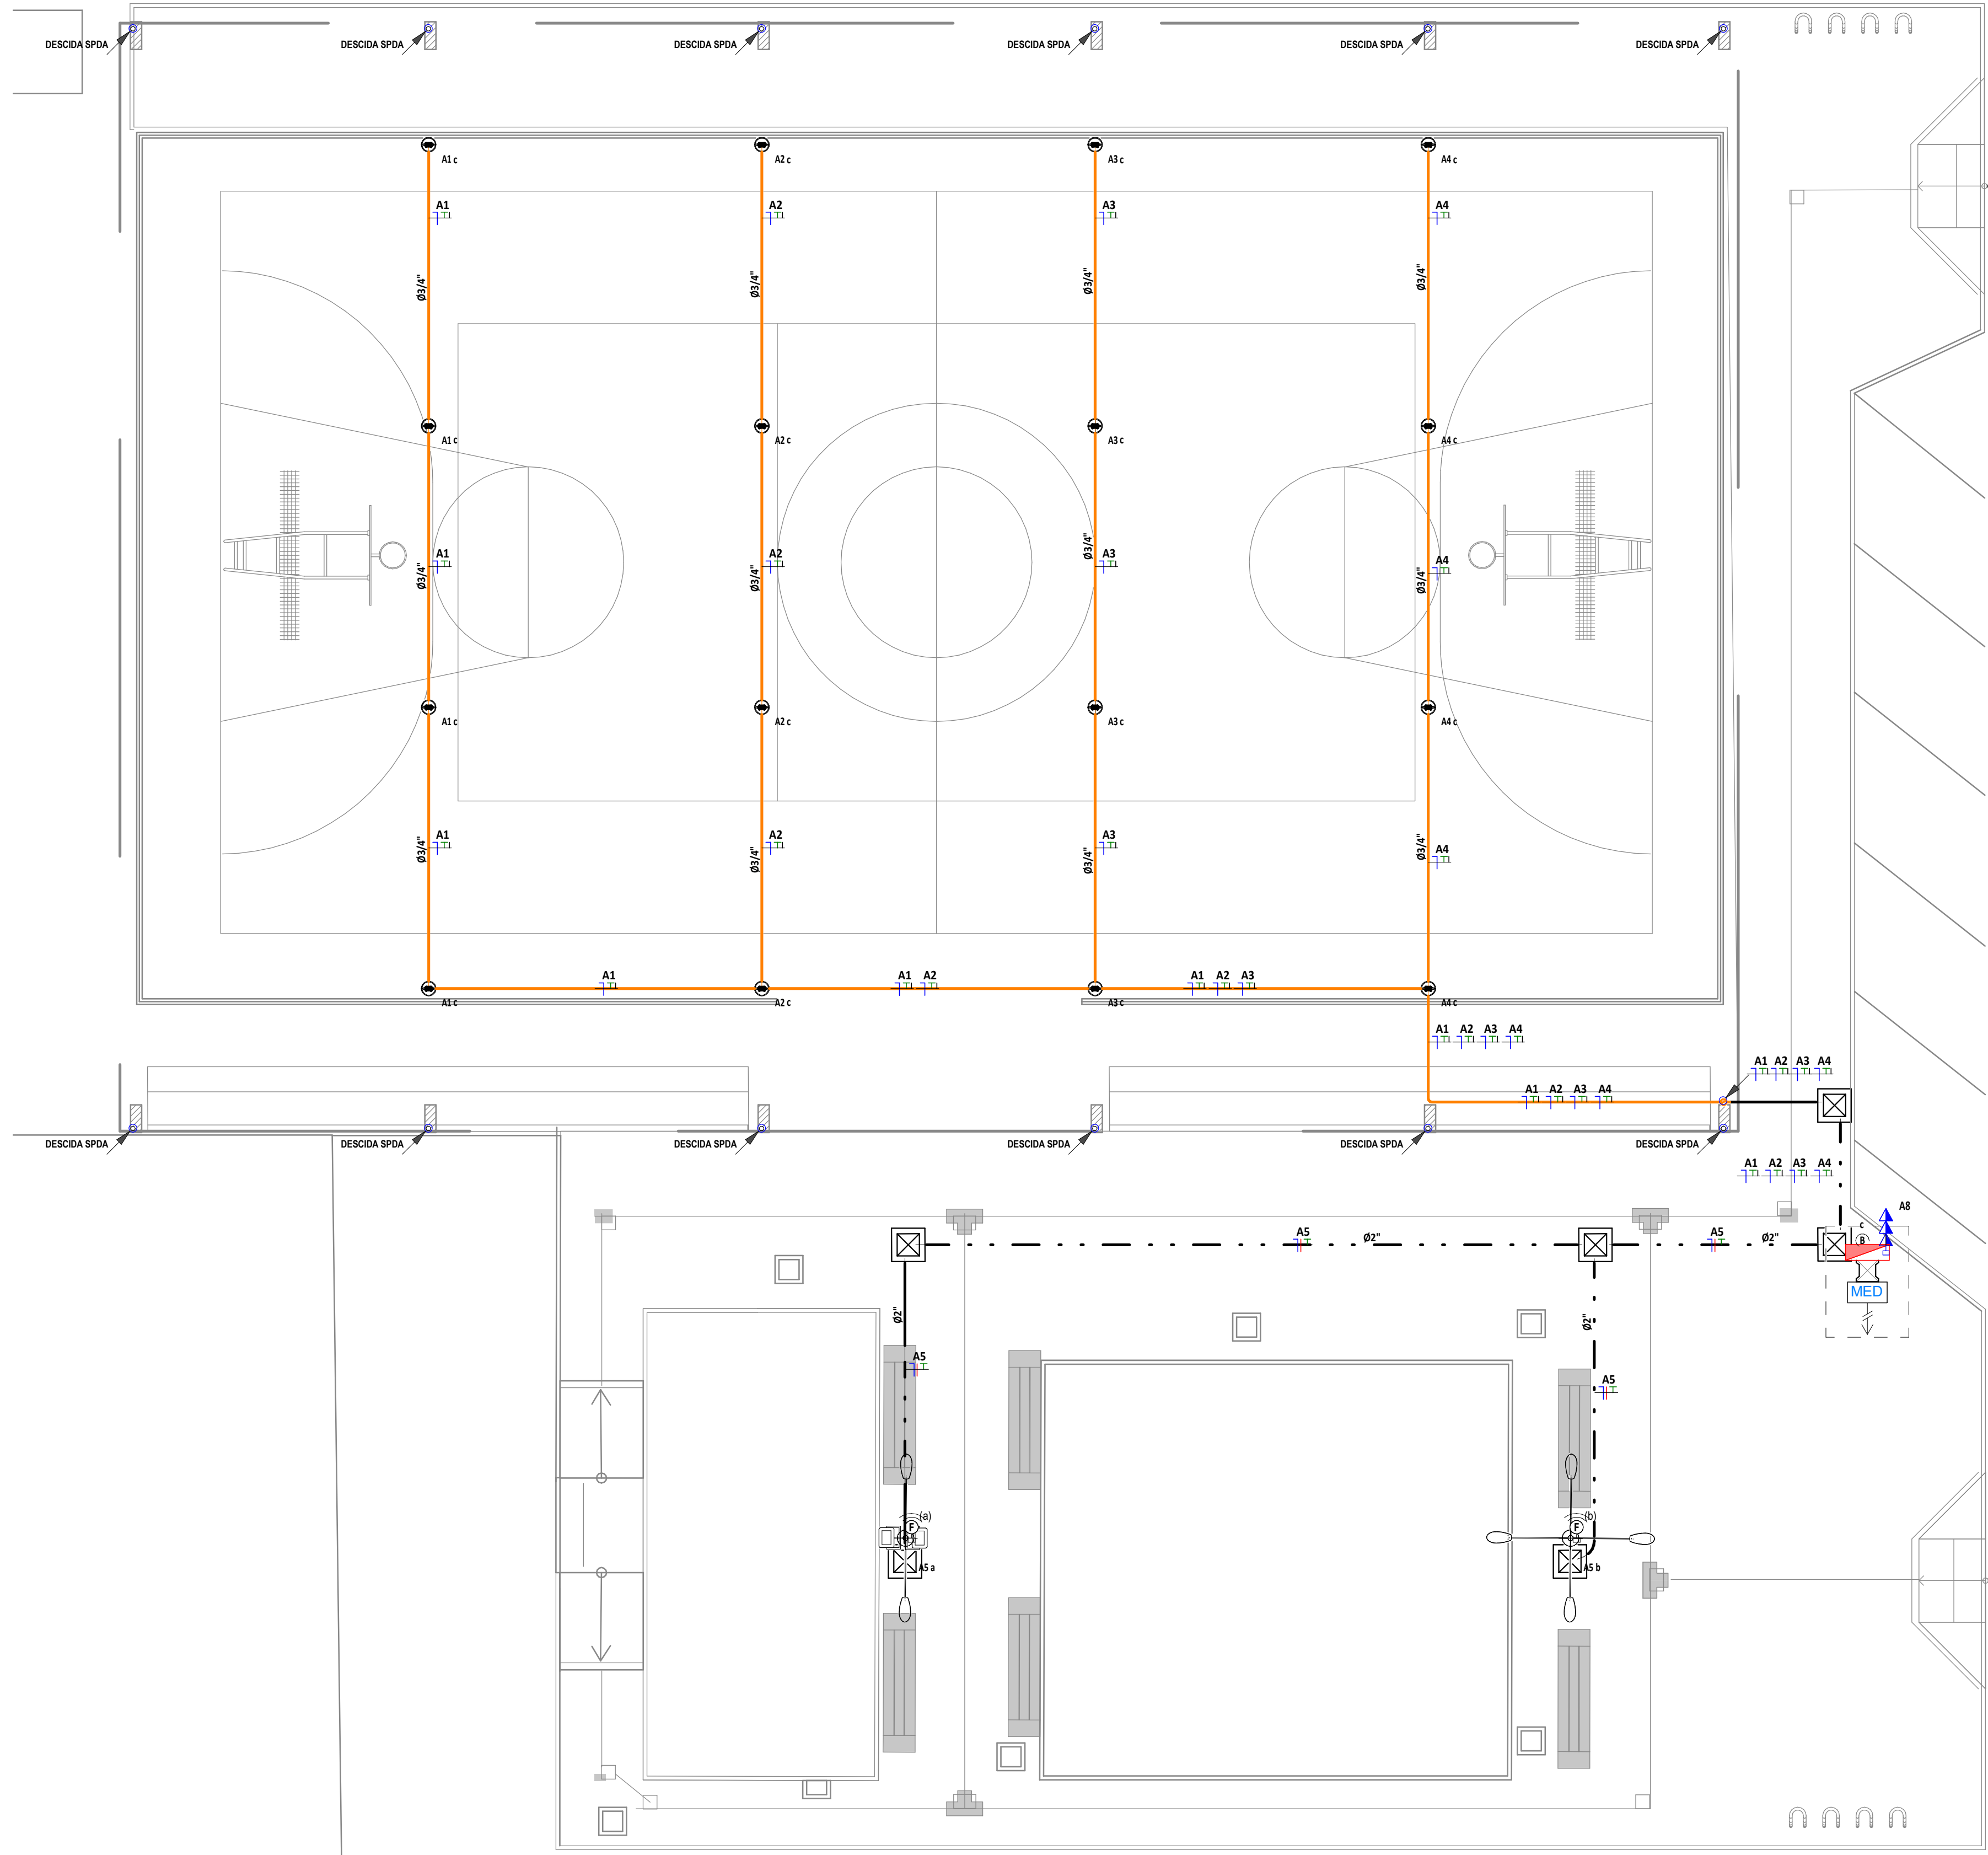 DESCIDA SPDA DESCIDA SPDA DESCIDA SPDA DESCIDA SPDA DESCIDA SPDA DESCIDA SPDA
A1 c A2 c A3 c A4 c
A1 A2 A3 A4
Ø3/4" Ø3/4" Ø3/4" Ø3/4"
A1 c A2 c A3 c A4 c
A1 A2 A3 A4
Ø3/4" Ø3/4" Ø3/4" Ø3/4"
A1 c A2 c A3 c A4 c
A1 A2 A3 A4
Ø3/4" Ø3/4" Ø3/4" Ø3/4"
A1 A1 A2 A1 A2 A3
A1 c A2 c A3 c A4 c
A1 A2 A3 A4
A1 A2 A3 A4
A1 A2 A3 A4
DESCIDA SPDA DESCIDA SPDA DESCIDA SPDA DESCIDA SPDA DESCIDA SPDA DESCIDA SPDA
A1 A2 A3 A4
A8
c
B
A5 Ø2" A5 Ø2"
MED
Ø2" Ø2"
A5 A5
(a) (b)
F F
A5 a A5 b